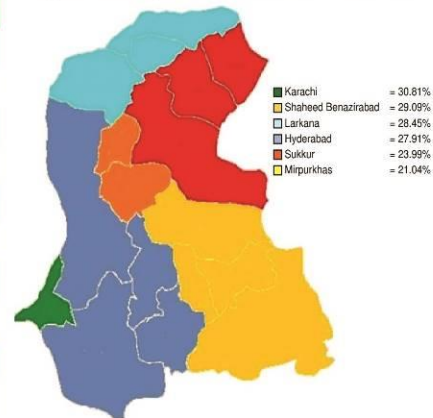 Karachi = 30.81%
Shaheed Benazirabad = 29.09%
Larkana = 28.45%
Hyderabad = 27.91%
Sukkur = 23.99%
Mirpurkhas = 21.04%